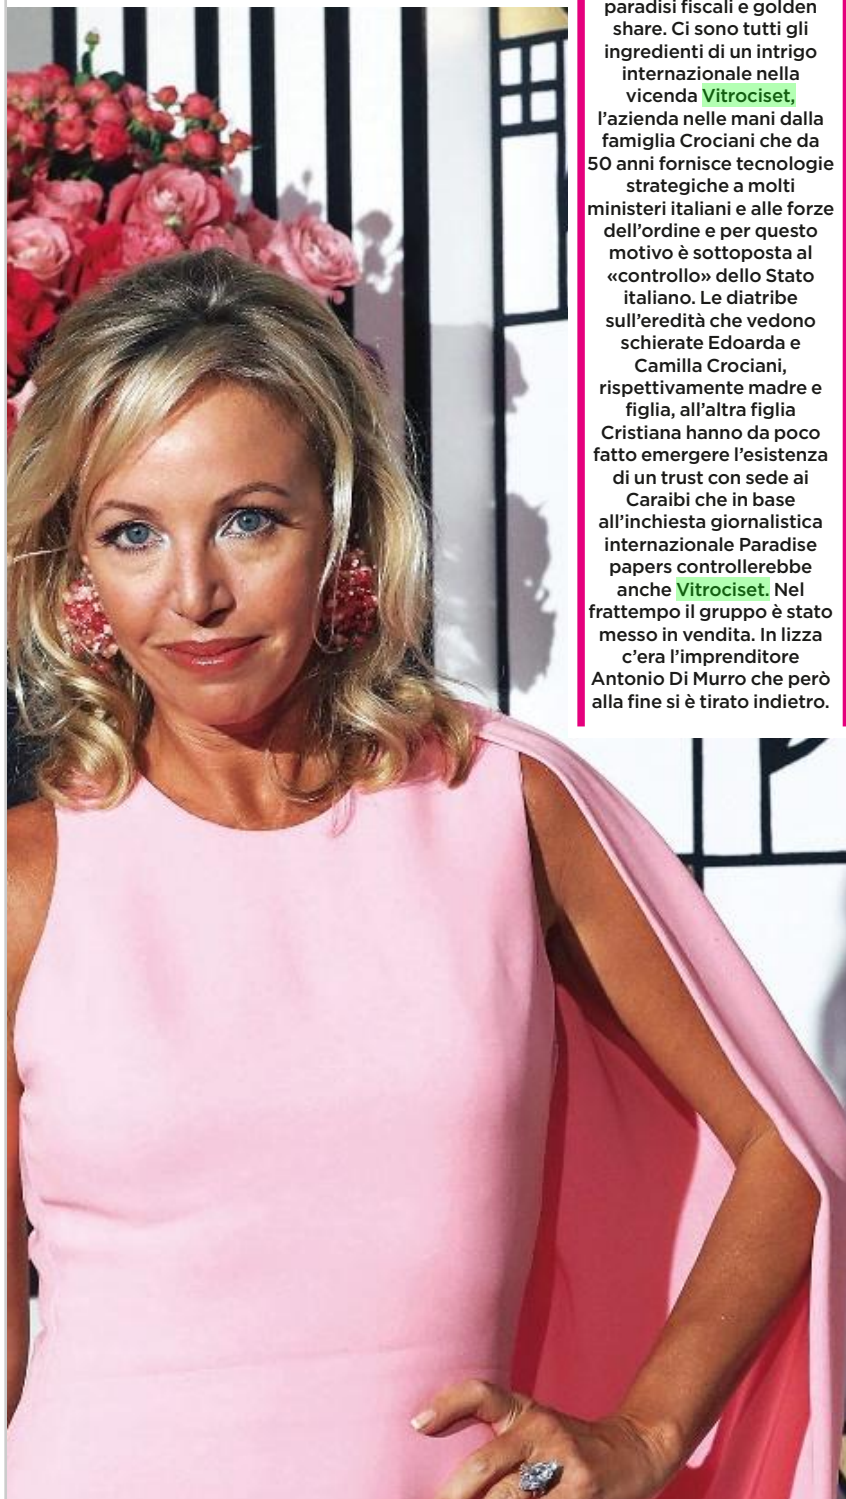 paradisi fiscali e golden
share. Ci sono tutti gli
ingredienti di un intrigo
internazionale nella
vicenda Vitrociset,
l’azienda nelle mani dalla
famiglia Crociani che da
50 anni fornisce tecnologie
strategiche a molti
ministeri italiani e alle forze
dell’ordine e per questo
motivo è sottoposta al
«controllo» dello Stato
italiano. Le diatribe
sull’eredità che vedono
schierate Edoarda e
Camilla Crociani,
rispettivamente madre e
figlia, all’altra figlia
Cristiana hanno da poco
fatto emergere l’esistenza
di un trust con sede ai
Caraibi che in base
all’inchiesta giornalistica
internazionale Paradise
papers controllerebbe
anche Vitrociset. Nel
frattempo il gruppo è stato
messo in vendita. In lizza
c’era l’imprenditore
Antonio Di Murro che però
alla fine si è tirato indietro.